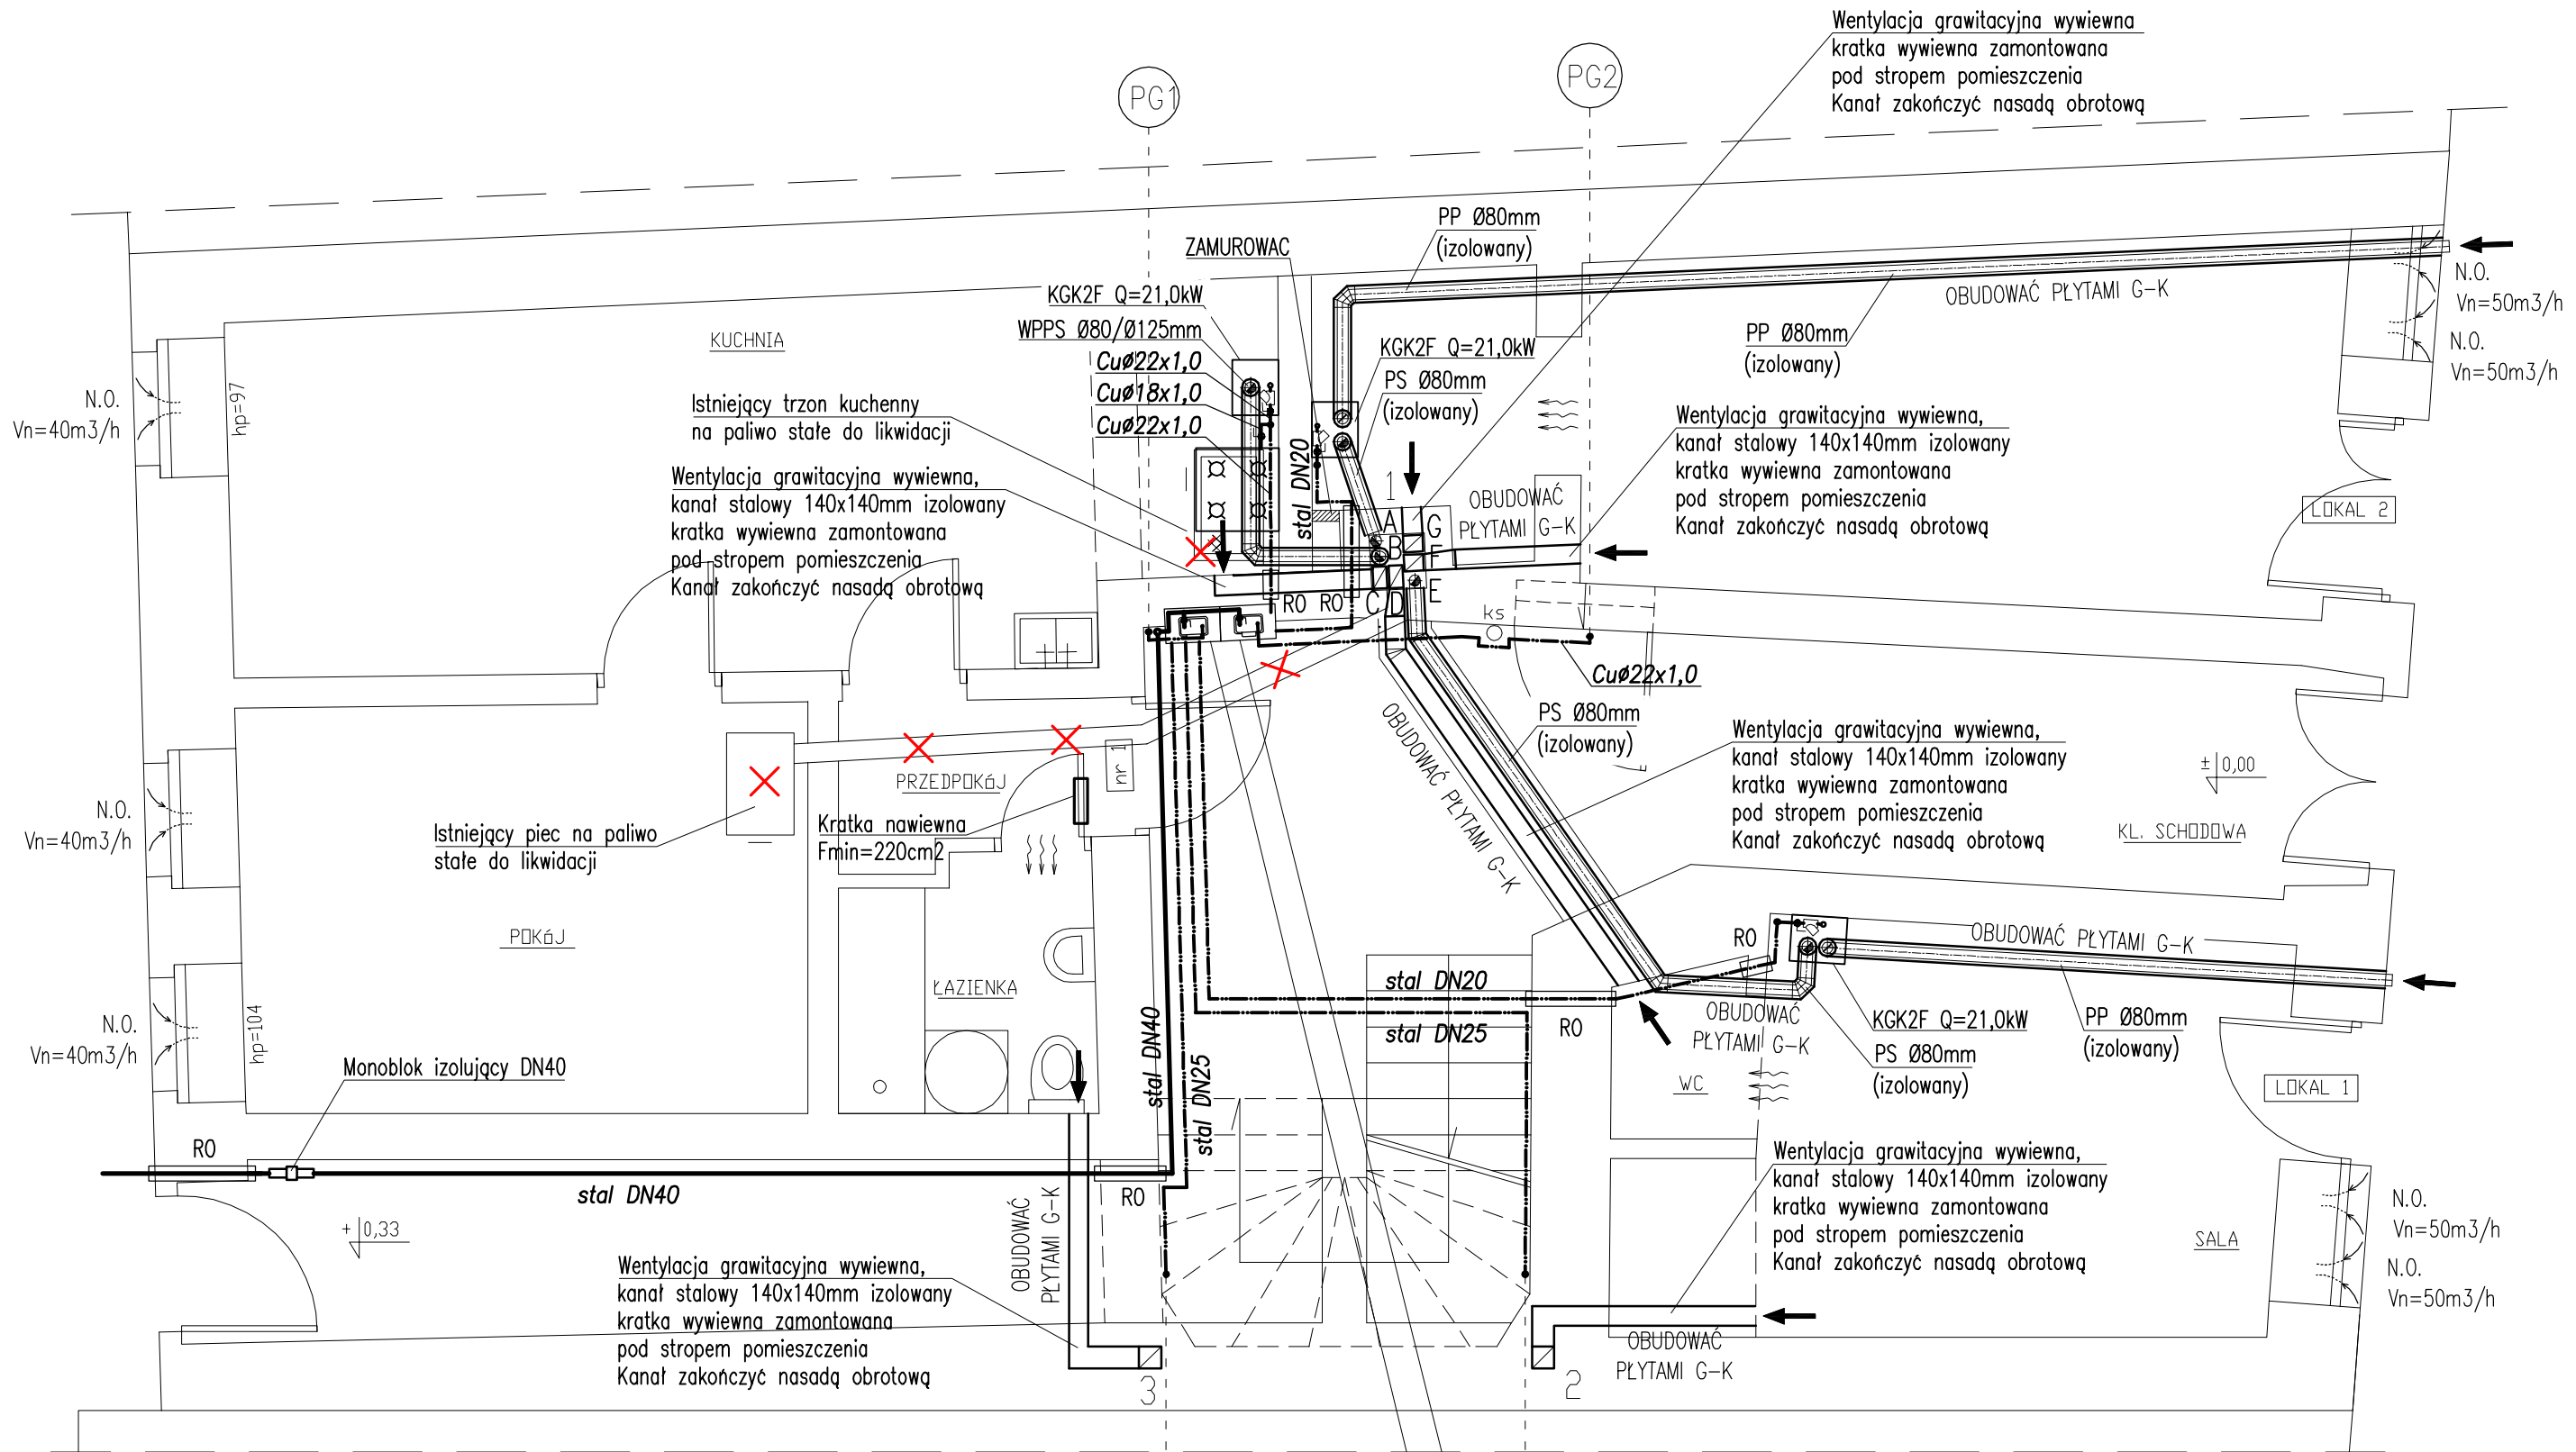 Wentylacja grawitacyjna wywiewna
kratka wywiewna zamontowana
pod stropem pomieszczenia
Kanał zakończyć nasadą obrotową
PG1
PG2
PP Ø80mm
(izolowany)
ZAMUROWAC
N.O.
Vn=50m3/h
N.O.
Vn=50m3/h
OBUDOWAĆ PŁYTAMI G-K
KGK2F Q=21,0kW
WPPS Ø80/Ø125mm
Cuø22x1,0
Cuø18x1,0
Cuø22x1,0
KUCHNIA
PP Ø80mm
(izolowany)
KGK2F Q=21,0kW
PS Ø80mm
(izolowany)
N.O.
Vn=40m3/h
hp=97
Istniejący trzon kuchenny
na paliwo stałe do likwidacji
Wentylacja grawitacyjna wywiewna,
kanał stalowy 140x140mm izolowany
kratka wywiewna zamontowana
pod stropem pomieszczenia
Kanał zakończyć nasadą obrotową
stal DN20
1
OBUDOWAĆ
PŁYTAMI G-K
Wentylacja grawitacyjna wywiewna,
kanał stalowy 140x140mm izolowany
kratka wywiewna zamontowana
pod stropem pomieszczenia
Kanał zakończyć nasadą obrotową
LOKAL 2
A
G
B
F
C
D
E
RO
RO
ks
Cuø22x1,0
PS Ø80mm
(izolowany)
OBUDOWAĆ PŁYTAMI G-K
Wentylacja grawitacyjna wywiewna,
kanał stalowy 140x140mm izolowany
kratka wywiewna zamontowana
pod stropem pomieszczenia
Kanał zakończyć nasadą obrotową
±0,00
KL. SCHODOWA
N.O.
Vn=40m3/h
Istniejący piec na paliwo
stałe do likwidacji
PRZEDPOKÓJ
nr 1
Kratka nawiewna
Fmin=220cm2
POKÓJ
ŁAZIENKA
N.O.
Vn=40m3/h
hp=104
Monoblok izolujący DN40
stal DN40
stal DN25
stal DN20
stal DN25
RO
RO
OBUDOWAĆ PŁYTAMI G-K
OBUDOWAĆ
PŁYTAMI G-K
KGK2F Q=21,0kW
PS Ø80mm
(izolowany)
PP Ø80mm
(izolowany)
WC
LOKAL 1
RO
stal DN40
RO
+0,33
OBUDOWAĆ
PŁYTAMI G-K
Wentylacja grawitacyjna wywiewna,
kanał stalowy 140x140mm izolowany
kratka wywiewna zamontowana
pod stropem pomieszczenia
Kanał zakończyć nasadą obrotową
3
Wentylacja grawitacyjna wywiewna,
kanał stalowy 140x140mm izolowany
kratka wywiewna zamontowana
pod stropem pomieszczenia
Kanał zakończyć nasadą obrotową
SALA
N.O.
Vn=50m3/h
N.O.
Vn=50m3/h
OBUDOWAĆ
PŁYTAMI G-K
2